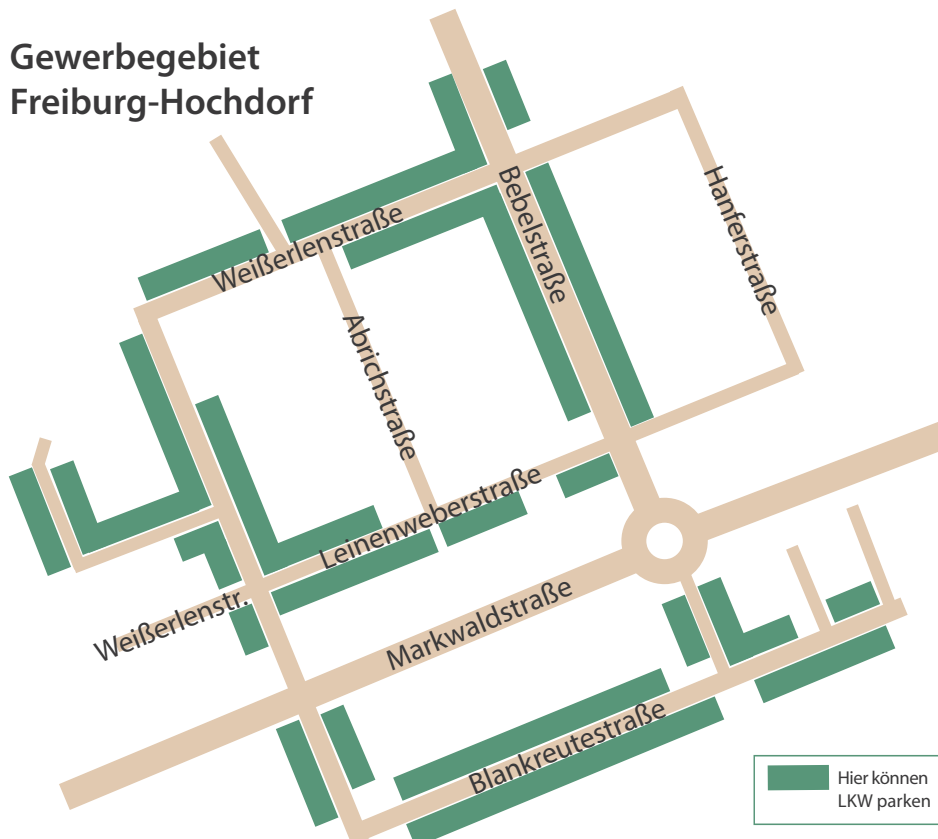 Gewerbegebiet
Freiburg-Hochdorf
Weißerlenstraße
Bebelstraße
Hanferstraße
Abrichstraße
Leinenweberstraße
Weißerlenstr.
Markwaldstraße
Blankreutestraße
Hier können
LKW parken